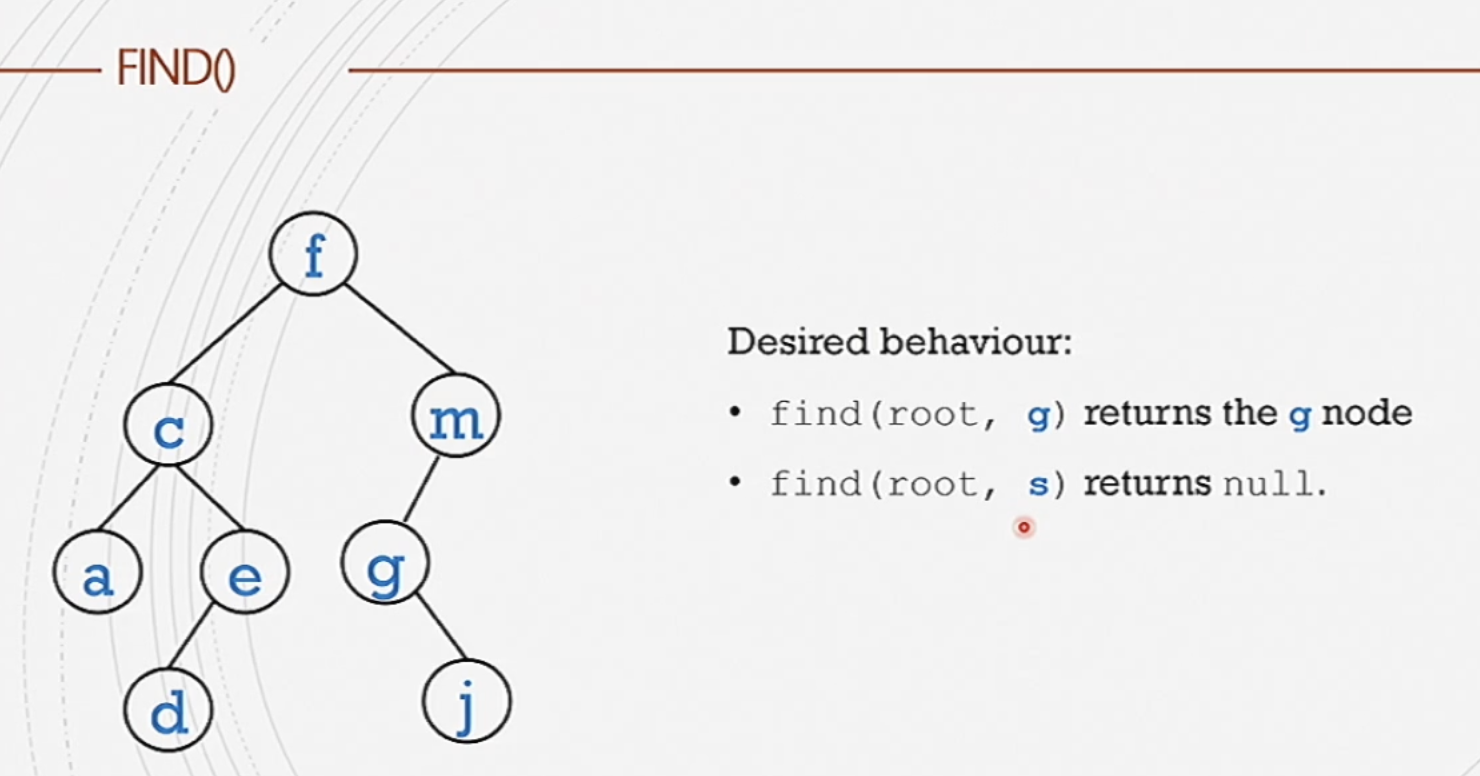 FIND()
f
c
m
a
e
g
d
j
Desired behaviour:
• find(root, g) returns the g node
• find(root, s) returns null.